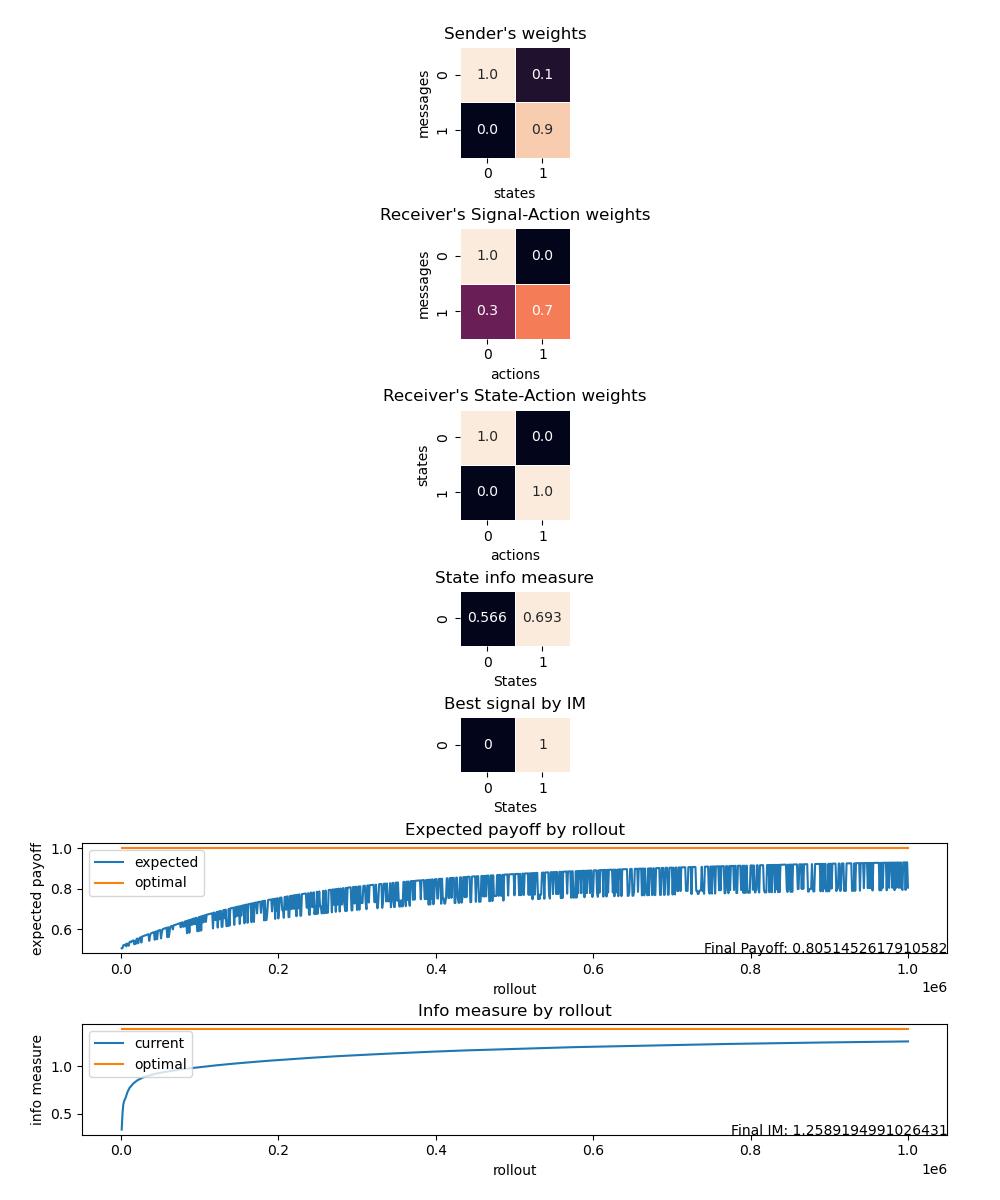 Sender's weights
messages
0
1.0
0.1
1
0.0
0.9
0
1
states
Receiver's Signal-Action weights
messages
0
1.0
0.0
1
0.3
0.7
0
1
actions
Receiver's State-Action weights
states
0
1.0
0.0
1
0.0
1.0
0
1
actions
State info measure
0
0.566
0.693
0
1
States
Best signal by IM
0
0
1
0
1
States
Expected payoff by rollout
expected payoff
1.0
0.8
0.6
expected
optimal
Final Payoff: 0.8051452617910582
0.0
0.2
0.4
0.6
0.8
1.0
1e6
rollout
Info measure by rollout
info measure
1.0
0.5
current
optimal
Final IM: 1.2589194991026431
0.0
0.2
0.4
0.6
0.8
1.0
1e6
rollout